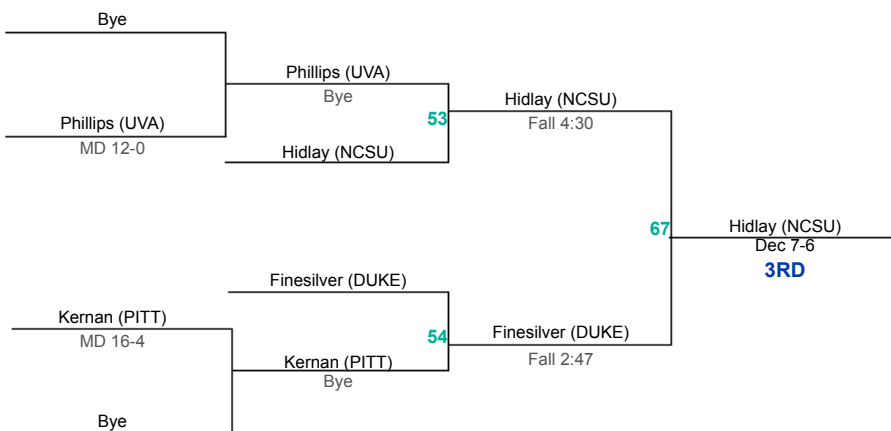 Bye
Phillips (UVA)
Bye
53
Hidlay (NCSU)
Fall 4:30
Phillips (UVA)
MD 12-0
Hidlay (NCSU)
67
Hidlay (NCSU)
Dec 7-6
3RD
Finesilver (DUKE)
Kernan (PITT)
MD 16-4
54
Finesilver (DUKE)
Fall 2:47
Kernan (PITT)
Bye
Bye